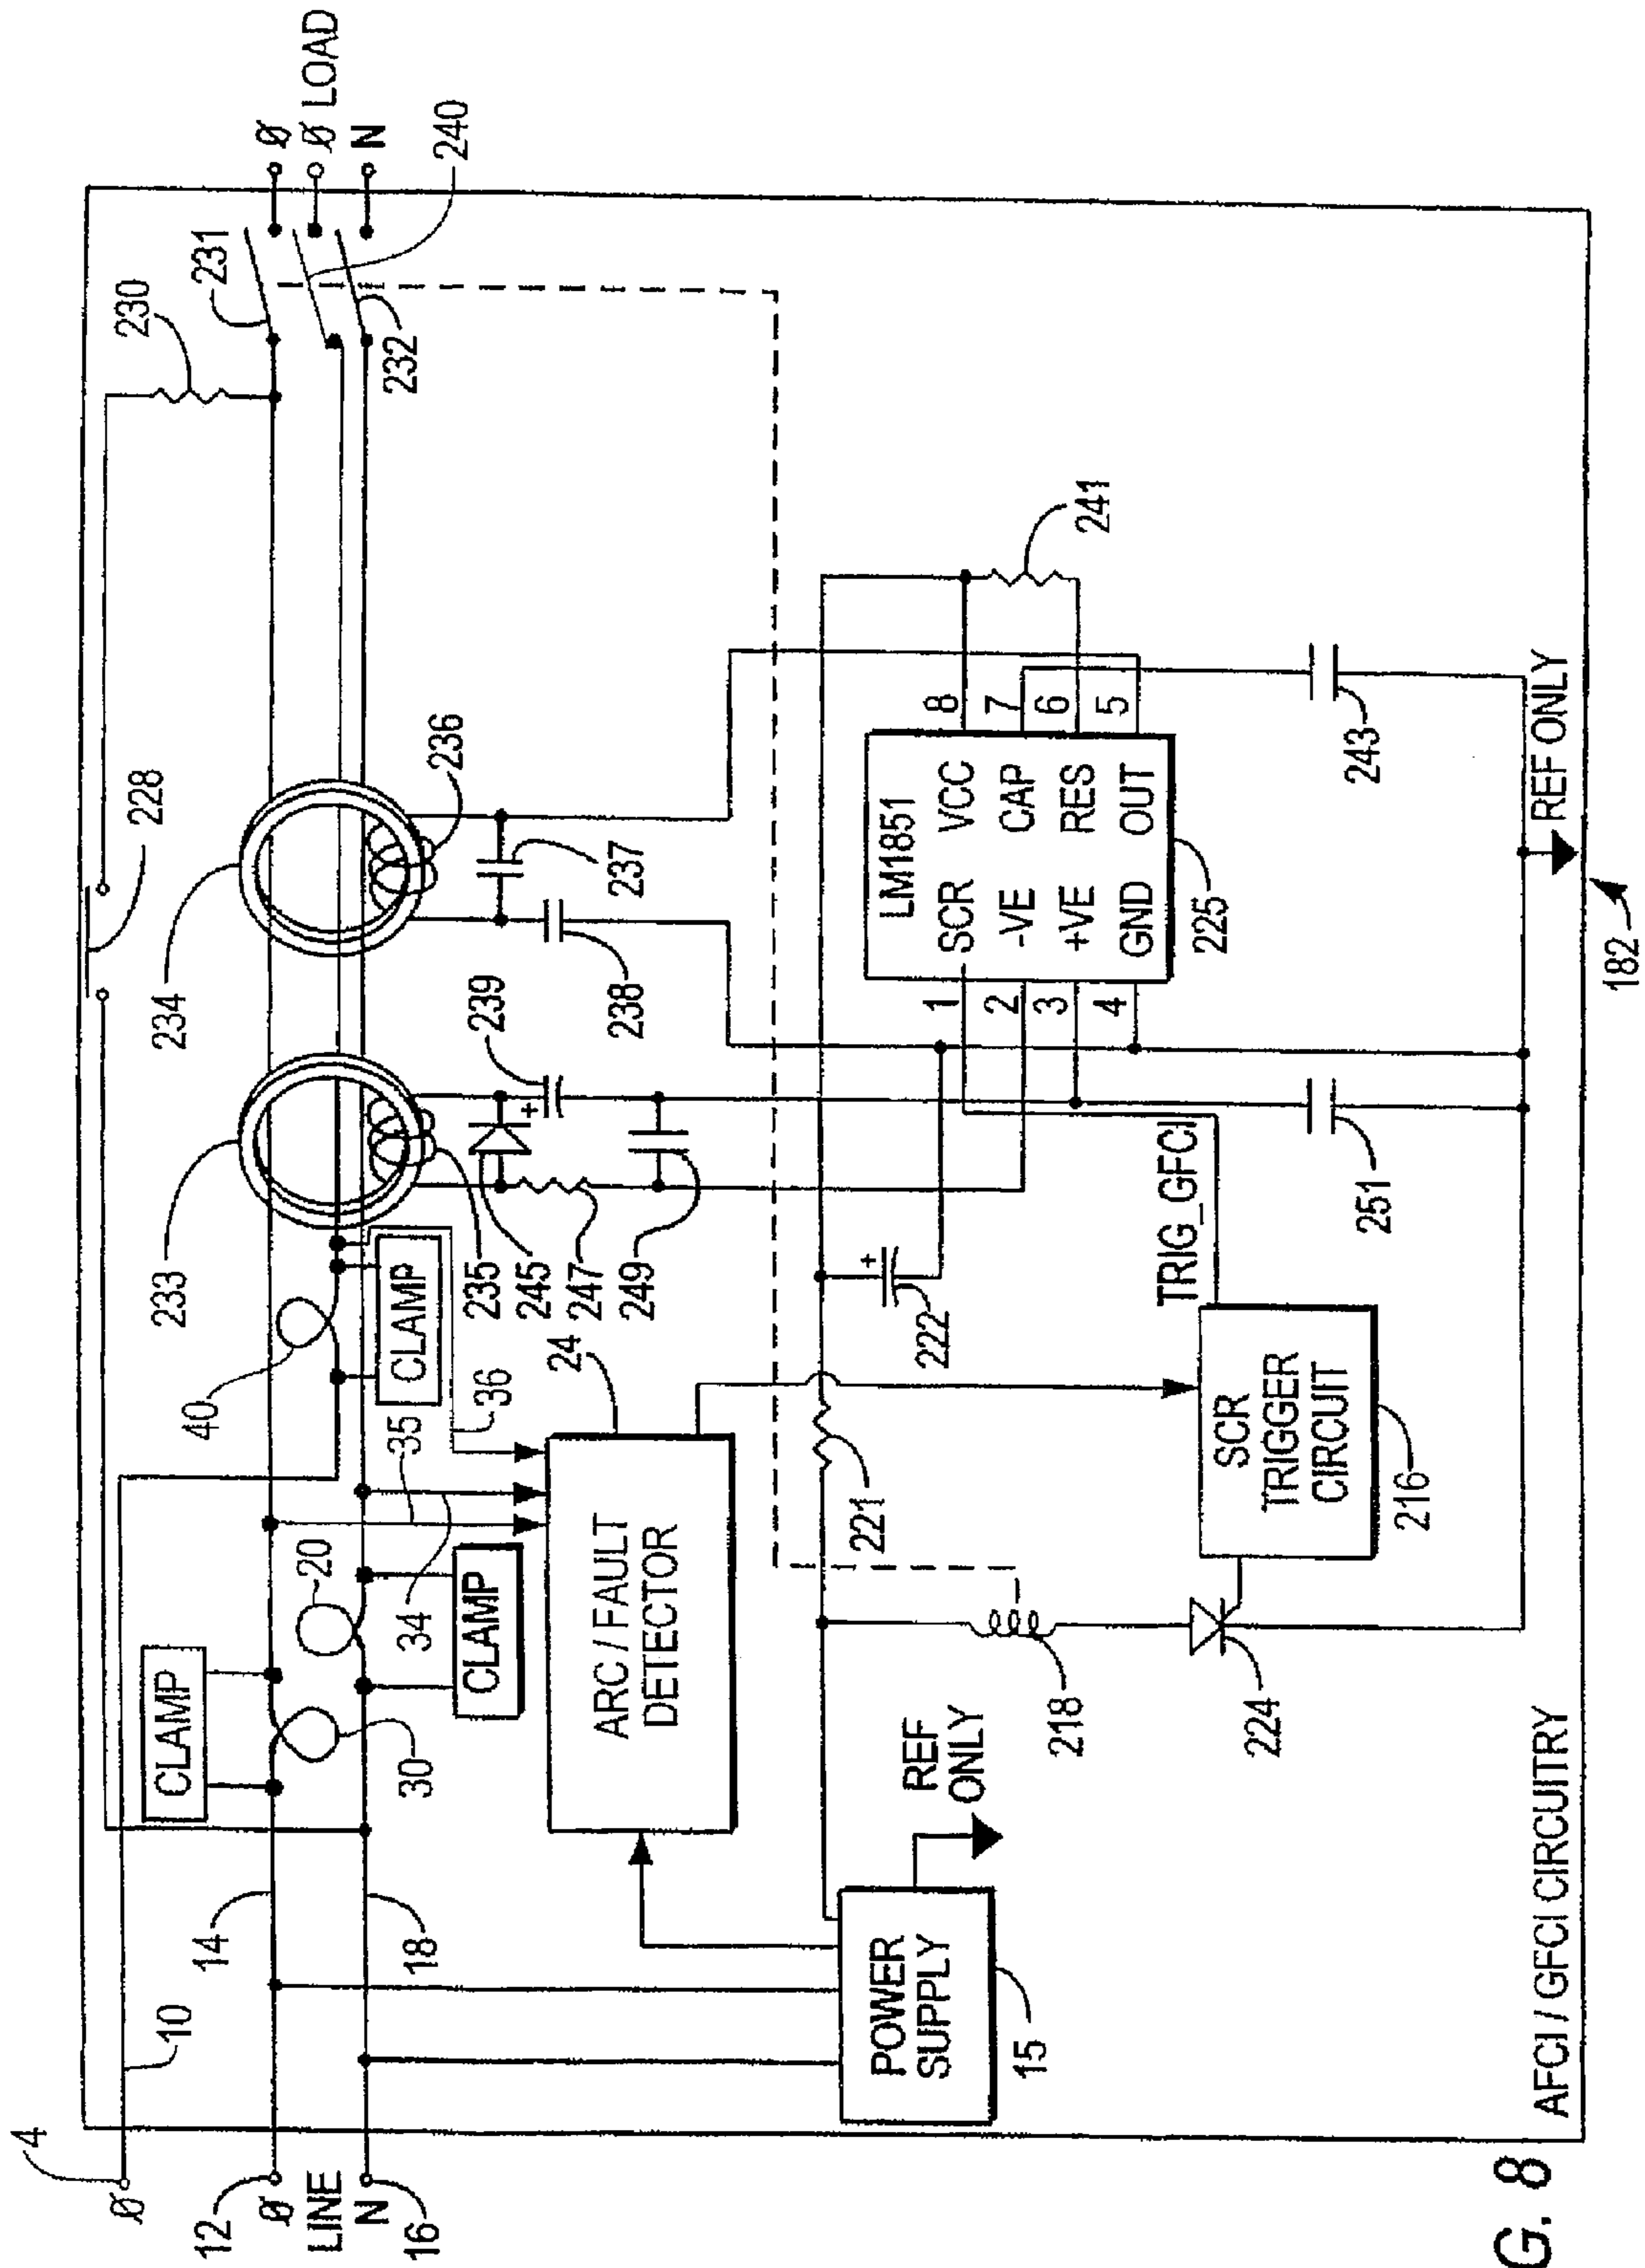 4
Ø
10
12
Ø
LINE
N
16
14
18
CLAMP
30
20
CLAMP
34
35
36
40
CLAMP
233
234
228
230
231
Ø
Ø LOAD
N
240
232
235
245
247
249
239
238
237
236
24
ARC / FAULT
DETECTOR
POWER
SUPPLY
15
REF
ONLY
221
222
218
224
SCR
TRIGGER
CIRCUIT
216
TRIG_GFCI
LM1851
SCR VCC
-VE CAP
+VE RES
GND OUT
1
2
3
4
8
7
6
5
225
241
251
243
REF ONLY
182
AFCI / GFCI CIRCUITRY
G. 8